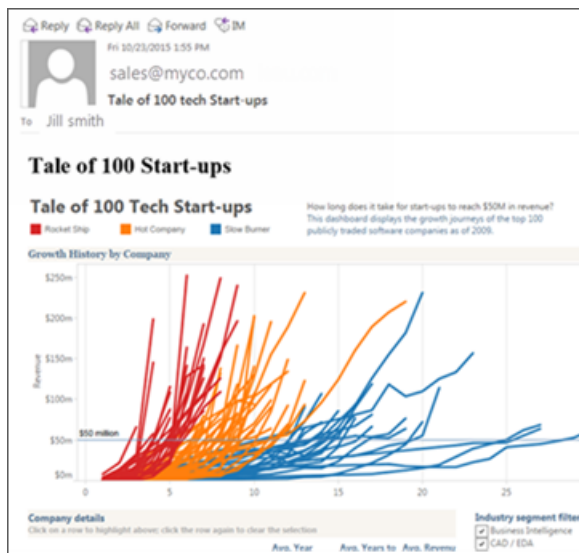 Reply Reply All Forward IM
Fri 10/23/2015 1:55 PM
sales@myco.com
Tale of 100 tech Start-ups
To Jill smith
Tale of 100 Start-ups
Tale of 100 Tech Start-ups
How long does it take for start-ups to reach $50M in revenue?
This dashboard displays the growth journeys of the top 100
publicly traded software companies as of 2009.
Rocket Ship Hot Company Slow Burner
Growth History by Company
$250m
$200m
$150m
Revenue
$100m
$50 million
$50m
$0m
0 5 10 15 20 25
Company details
Click on a row to highlight above; click the row again to clear the selection
Industry segment filter
Business Intelligence
CAD / EDA
Avg. Year Avg. Years to Avg. Revenu